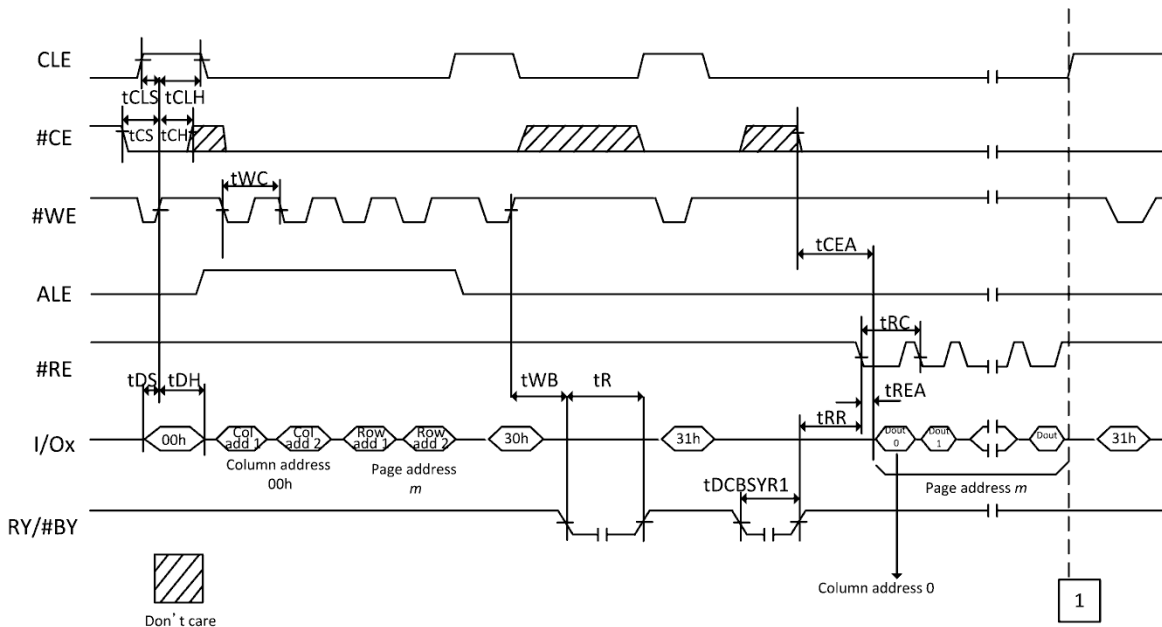 CLE
tCLS tCLH
#CE
tCS tCH
tWC
#WE
tCEA
ALE
tRC
#RE
tDS tDH
tWB tR
tREA
tRR
I/Ox
00h
Col
add 1
Col
add 2
Row
add 1
Row
add 2
30h
31h
Dout
0
Dout
1
Dout
31h
Column address
00h
Page address
m
tDCBSYR1
Page address m
RY/#BY
Column address 0
1
Don't care